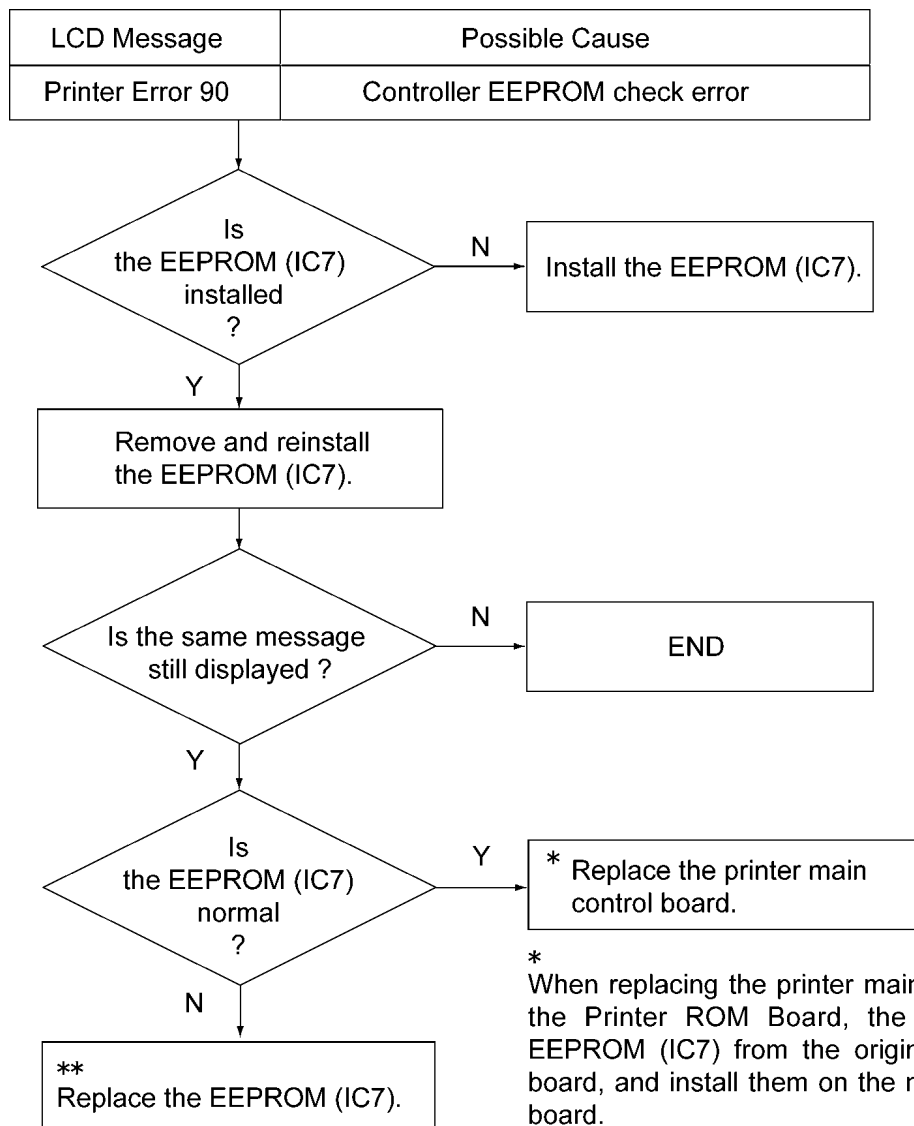 LCD Message
Possible Cause
Printer Error 90
Controller EEPROM check error
Is
the EEPROM (IC7)
installed
?
N
Install the EEPROM (IC7).
Y
Remove and reinstall
the EEPROM (IC7).
Is the same message
still displayed ?
N
END
Y
Is
the EEPROM (IC7)
normal
?
Y
* Replace the printer main
control board.
N
**
Replace the EEPROM (IC7).
*
When replacing the printer main
the Printer ROM Board, the
EEPROM (IC7) from the
board, and install them on the
board.